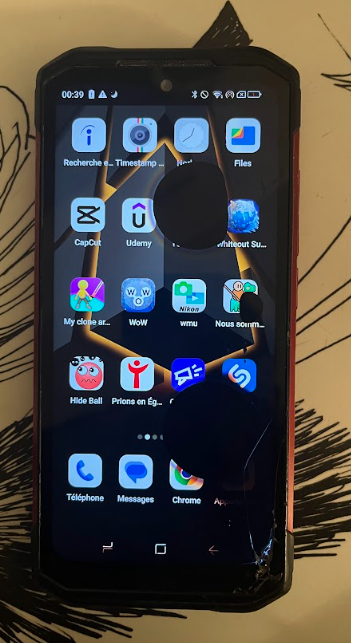 00:39
Recherche e... Timestamp ... Files
CapCut Udemy Whiteout Su...
W W
W
Nikon
My clone ar... WoW wmu Nous somm...
Hide Ball Prions en Ég...
Téléphone Messages Chrome